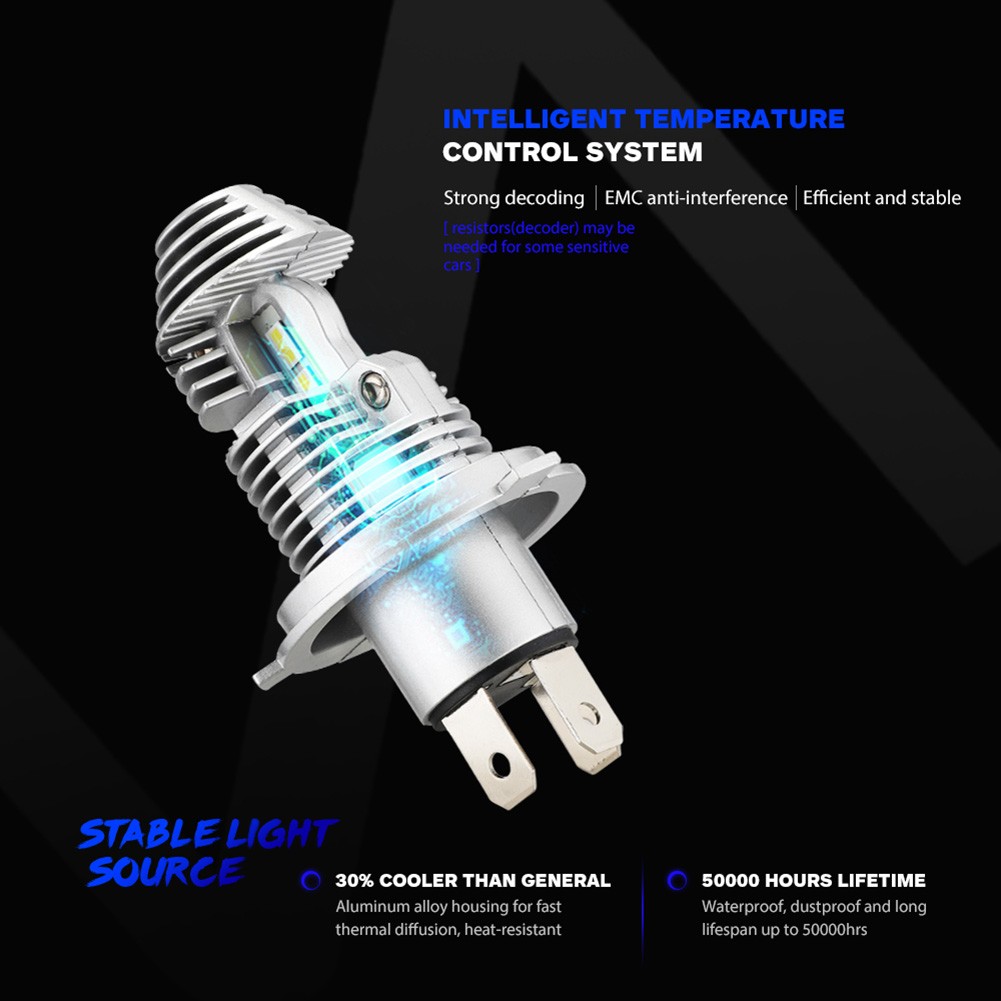 INTELLIGENT TEMPERATURE
CONTROL SYSTEM
Strong decoding | EMC anti-interference | Efficient and stable
[ resistors(decoder) may be
needed for some sensitive
cars ]
STABLE LIGHT
SOURCE
30% COOLER THAN GENERAL
Aluminum alloy housing for fast
thermal diffusion, heat-resistant
50000 HOURS LIFETIME
Waterproof, dustproof and long
lifespan up to 50000hrs